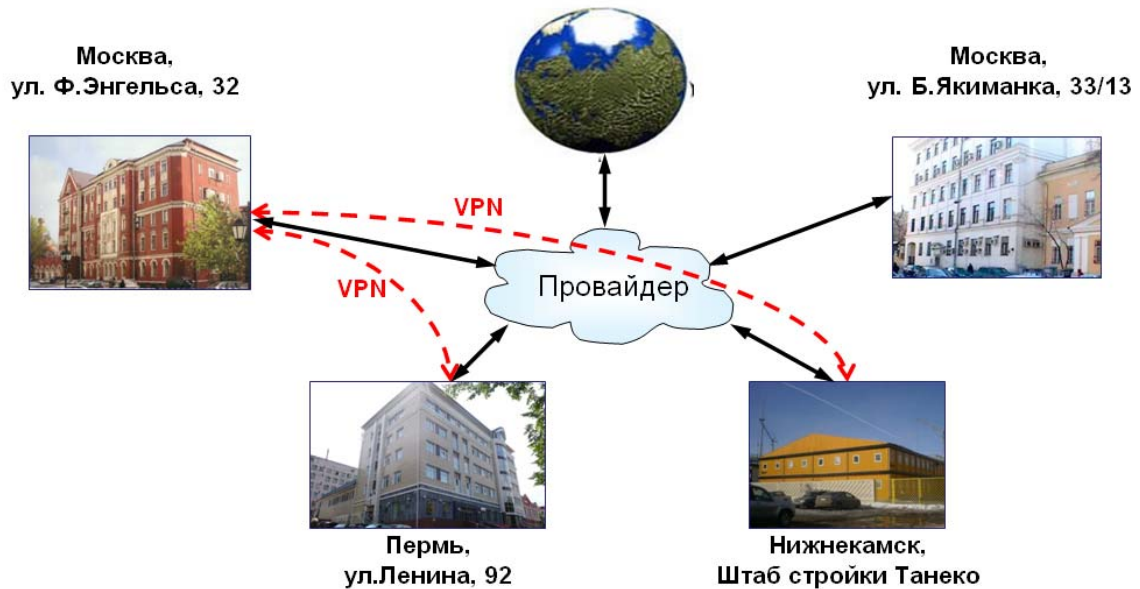 Москва,
ул. Ф.Энгельса, 32
Москва,
ул. Б.Якиманка, 33/13
VPN
VPN
Провайдер
Пермь,
ул.Ленина, 92
Нижнекамск,
Штаб стройки Танеко